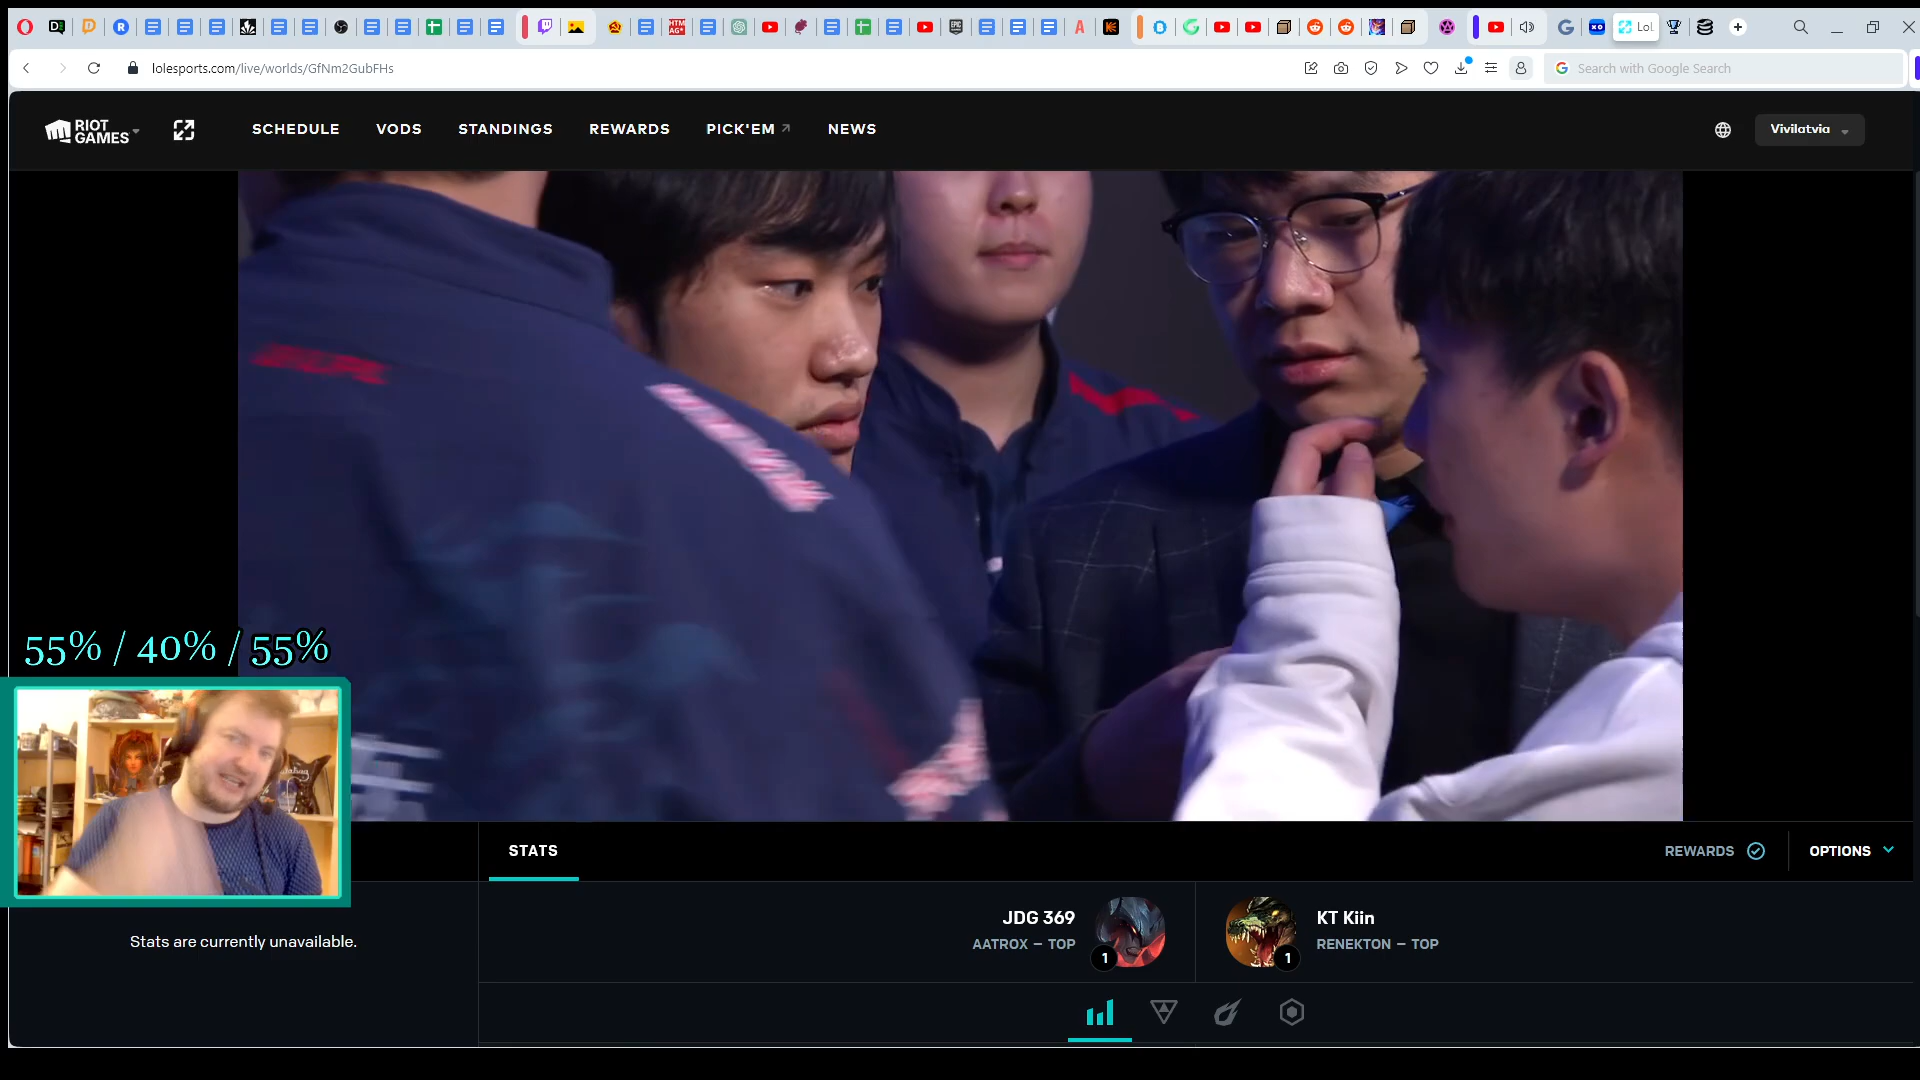 LoL
lolesports.com/live/worlds/GfNm2GubFHs
Search with Google Search
RIOT GAMES
SCHEDULE
VODS
STANDINGS
REWARDS
PICK'EM
NEWS
Vivilatvia
55% / 40% / 55%
STATS
REWARDS
OPTIONS
Stats are currently unavailable.
JDG 369
AATROX – TOP
1
KT Kiin
RENEKTON – TOP
1